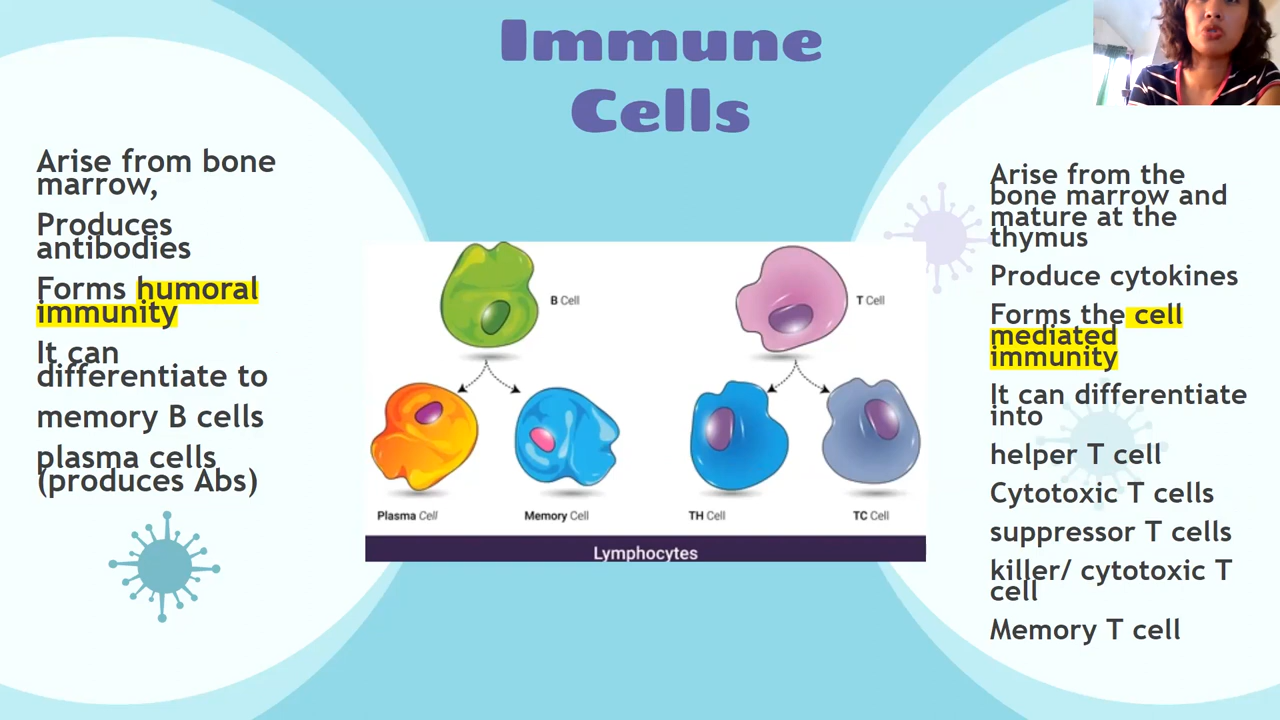 Immune
Cells
Arise from bone
marrow,
Produces
antibodies
Forms humoral
immunity
It can
differentiate to
memory B cells
plasma cells
(produces Abs)
B Cell
T Cell
Plasma Cell
Memory Cell
TH Cell
TC Cell
Lymphocytes
Arise from the
bone marrow and
mature at the
thymus
Produce cytokines
Forms the cell
mediated
immunity
It can differentiate
into
helper T cell
Cytotoxic T cells
suppressor T cells
killer/ cytotoxic T
cell
Memory T cell